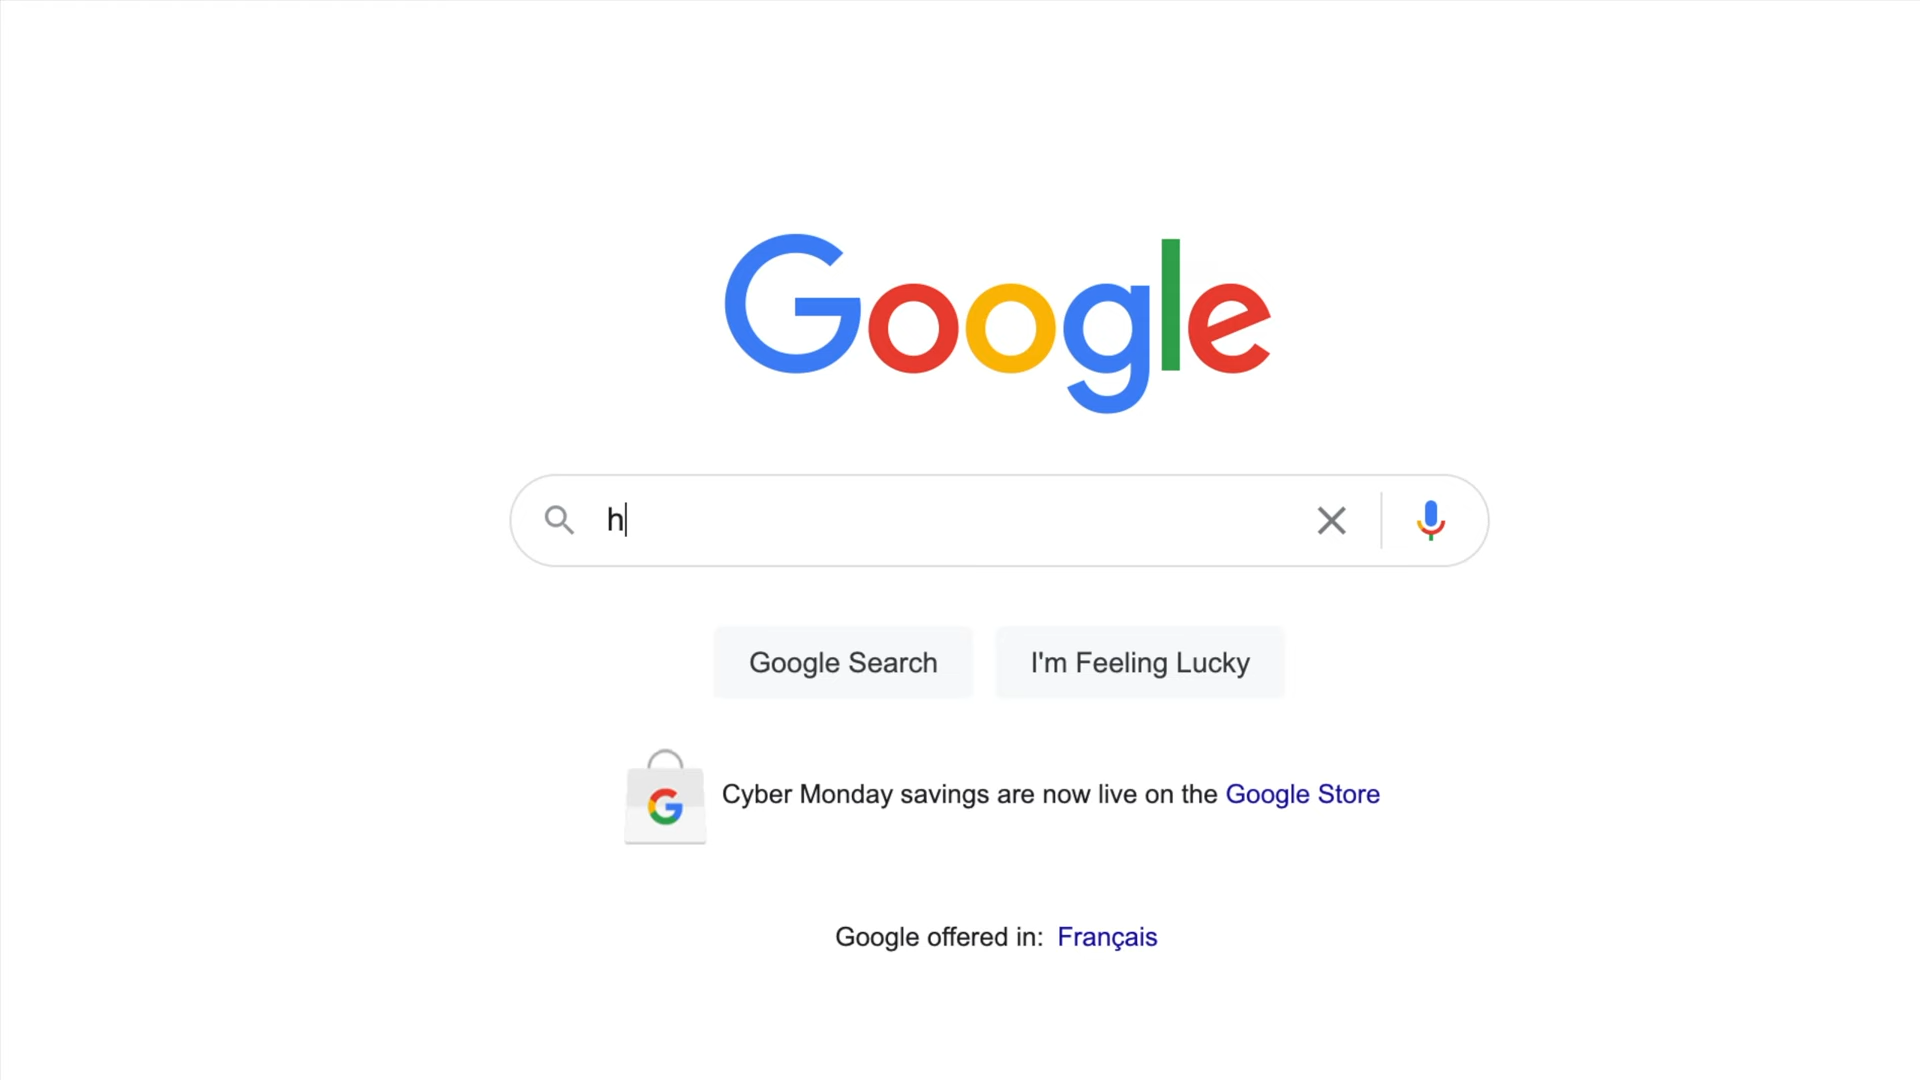 Google
h
Google Search
I'm Feeling Lucky
G
Cyber Monday savings are now live on the Google Store
Google offered in: Français